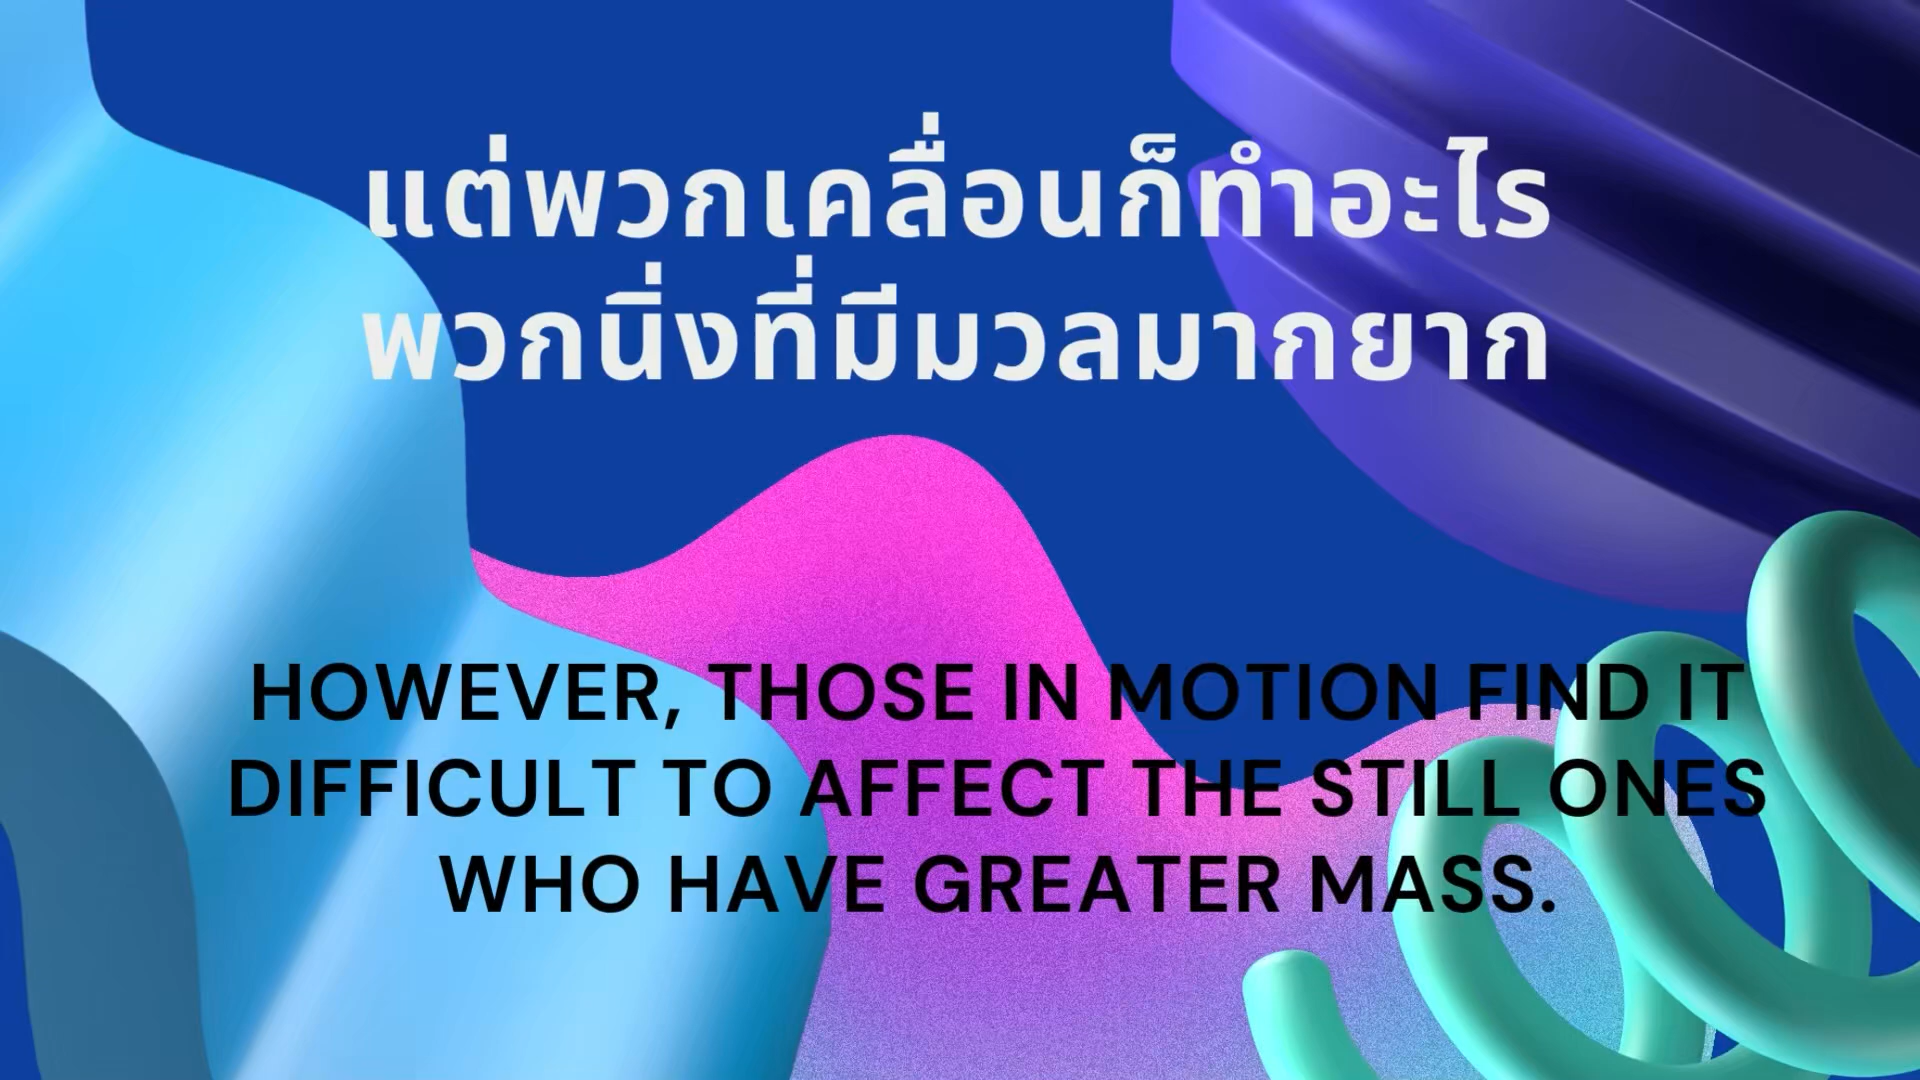 แต่พวกเคลื่อนก็ทำอะไร
พวกนิ่งที่มีมวลมากยาก
HOWEVER, THOSE IN MOTION FIND IT
DIFFICULT TO AFFECT THE STILL ONES
WHO HAVE GREATER MASS.